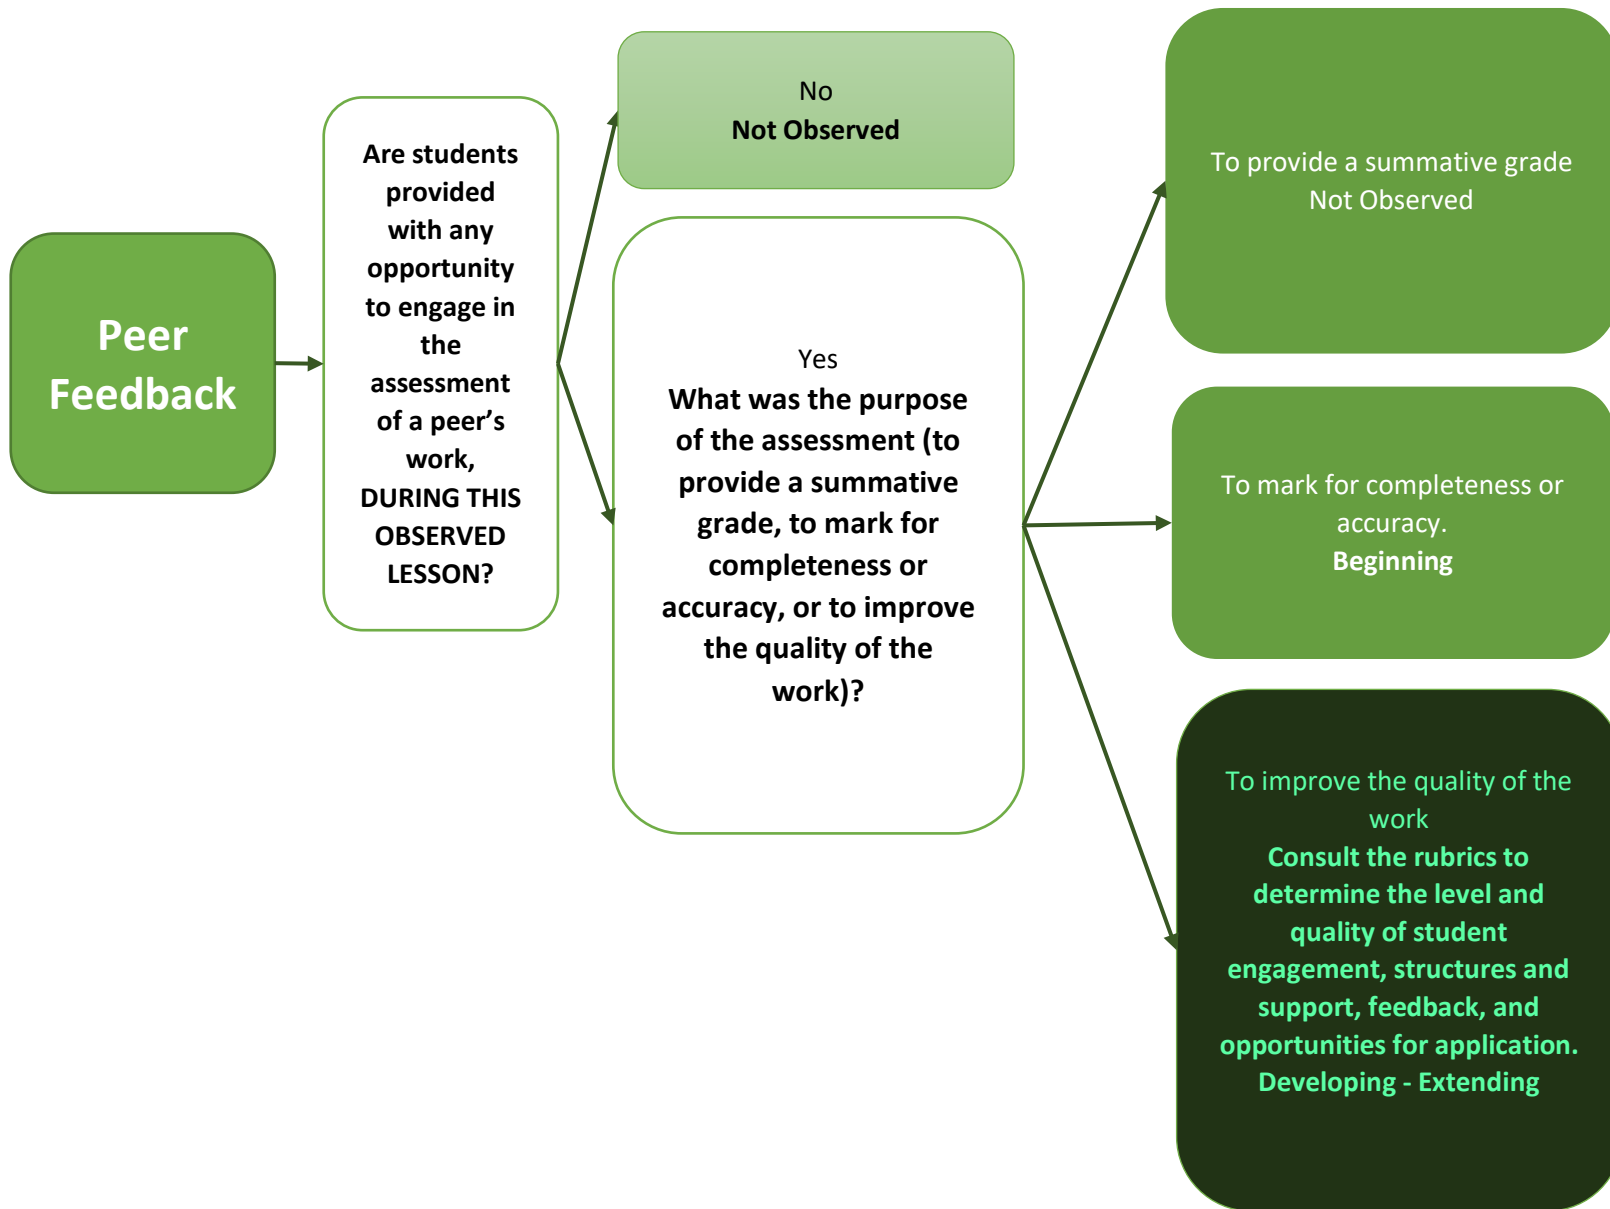 Peer
Feedback
Are students
provided
with any
opportunity
to engage in
the
assessment
of a peer’s
work,
DURING THIS
OBSERVED
LESSON?
No
Not Observed
Yes
What was the purpose
of the assessment (to
provide a summative
grade, to mark for
completeness or
accuracy, or to improve
the quality of the
work)?
To provide a summative grade
Not Observed
To mark for completeness or
accuracy.
Beginning
To improve the quality of the
work
Consult the rubrics to
determine the level and
quality of student
engagement, structures and
support, feedback, and
opportunities for application.
Developing - Extending